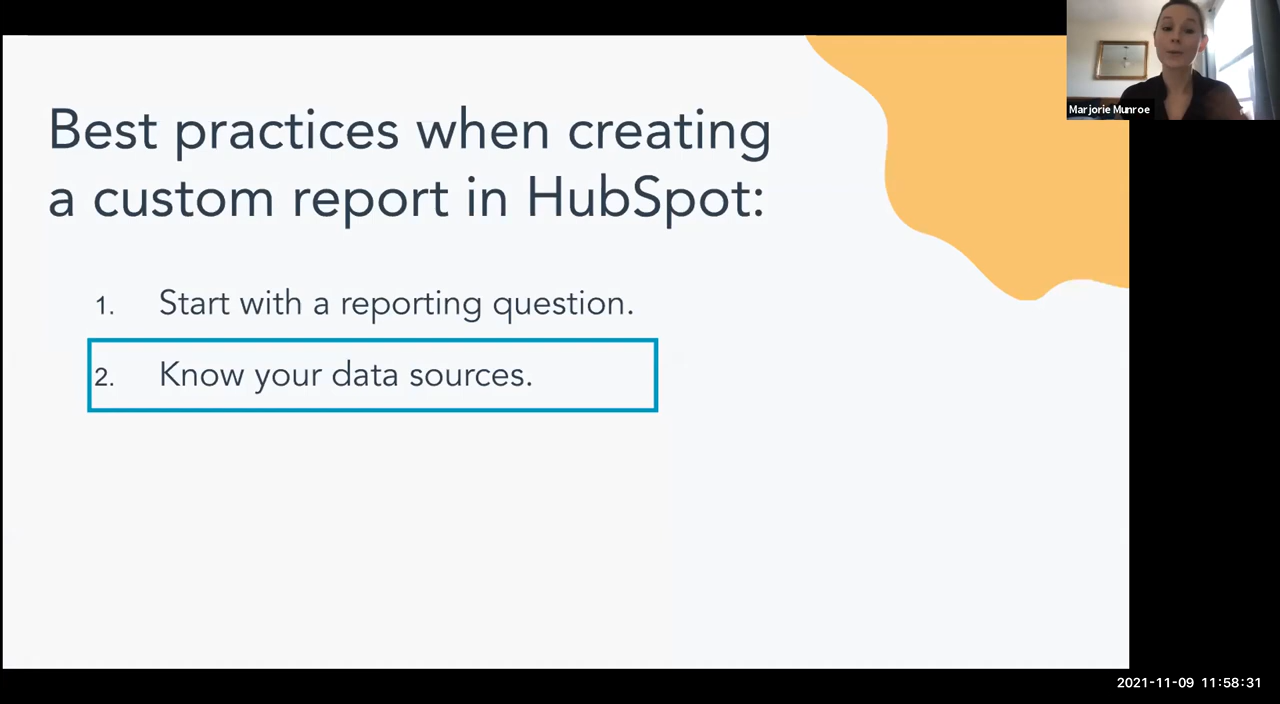 Marjorie Munroe
Best practices when creating
a custom report in HubSpot:
1. Start with a reporting question.
2. Know your data sources.
2021-11-09 11:58:31